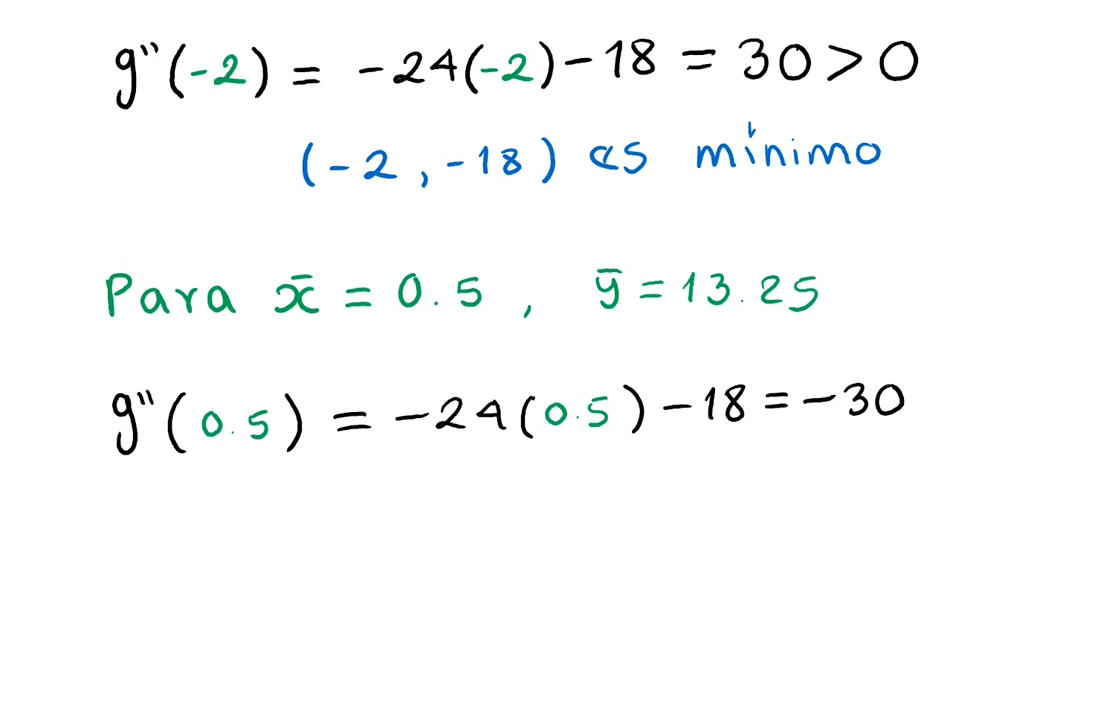 g''(-2) = -24(-2)-18 = 30 > 0
(-2, -18) es mínimo
Para x̄ = 0.5, ȳ = 13.25
g''(0.5) = -24(0.5)-18 = -30